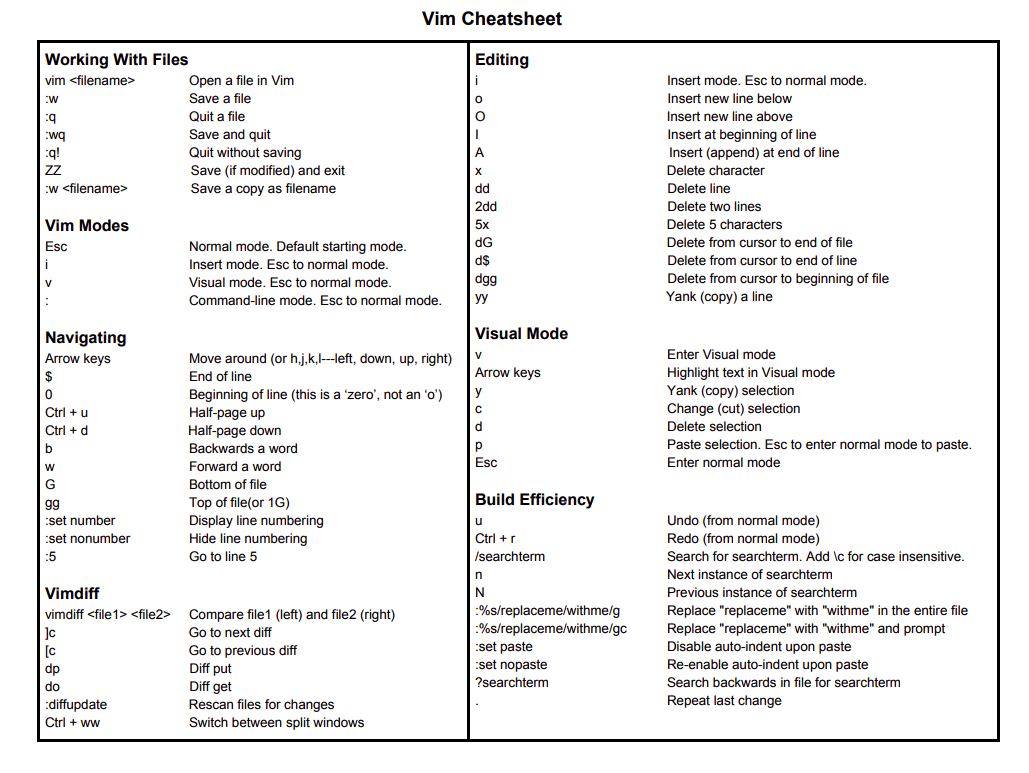 Vim Cheatsheet
Working With Files
vim <filename> Open a file in Vim
:w Save a file
:q Quit a file
:wq Save and quit
:q! Quit without saving
ZZ Save (if modified) and exit
:w <filename> Save a copy as filename
Vim Modes
Esc Normal mode. Default starting mode.
i Insert mode. Esc to normal mode.
v Visual mode. Esc to normal mode.
: Command-line mode. Esc to normal mode.
Navigating
Arrow keys Move around (or h,j,k,l---left, down, up, right)
$ End of line
0 Beginning of line (this is a ‘zero’, not an ‘o’)
Ctrl + u Half-page up
Ctrl + d Half-page down
b Backwards a word
w Forward a word
G Bottom of file
gg Top of file(or 1G)
:set number Display line numbering
:set nonumber Hide line numbering
:5 Go to line 5
Vimdiff
vimdiff <file1> <file2> Compare file1 (left) and file2 (right)
]c Go to next diff
[c Go to previous diff
dp Diff put
do Diff get
:diffupdate Rescan files for changes
Ctrl + ww Switch between split windows
Editing
i Insert mode. Esc to normal mode.
o Insert new line below
O Insert new line above
I Insert at beginning of line
A Insert (append) at end of line
x Delete character
dd Delete line
2dd Delete two lines
5x Delete 5 characters
dG Delete from cursor to end of file
d$ Delete from cursor to end of line
dgg Delete from cursor to beginning of file
yy Yank (copy) a line
Visual Mode
v Enter Visual mode
Arrow keys Highlight text in Visual mode
y Yank (copy) selection
c Change (cut) selection
d Delete selection
p Paste selection. Esc to enter normal mode to paste.
Esc Enter normal mode
Build Efficiency
u Undo (from normal mode)
Ctrl + r Redo (from normal mode)
/searchterm Search for searchterm. Add \c for case insensitive.
n Next instance of searchterm
N Previous instance of searchterm
:%s/replaceme/withme/g Replace "replaceme" with "withme" in the entire file
:%s/replaceme/withme/gc Replace "replaceme" with "withme" and prompt
:set paste Disable auto-indent upon paste
:set nopaste Re-enable auto-indent upon paste
?searchterm Search backwards in file for searchterm
. Repeat last change